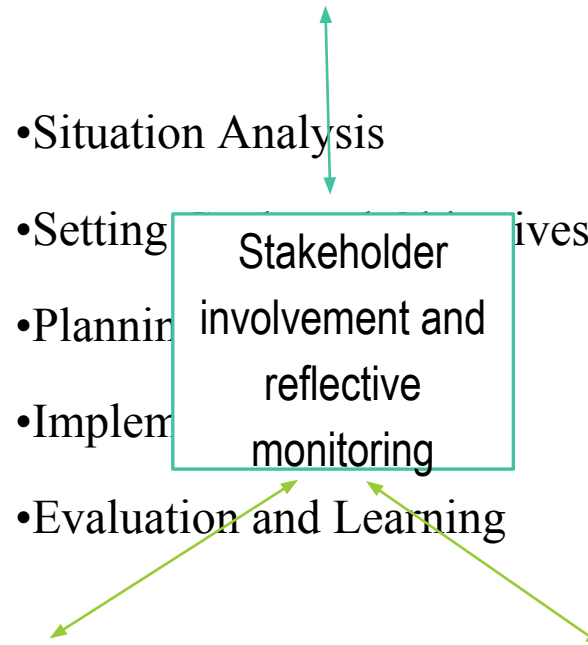 •Situation Analysis
•Setting
ives
•Plannin
•Implem
•Evaluation and Learning
Stakeholder
involvement and
reflective
monitoring